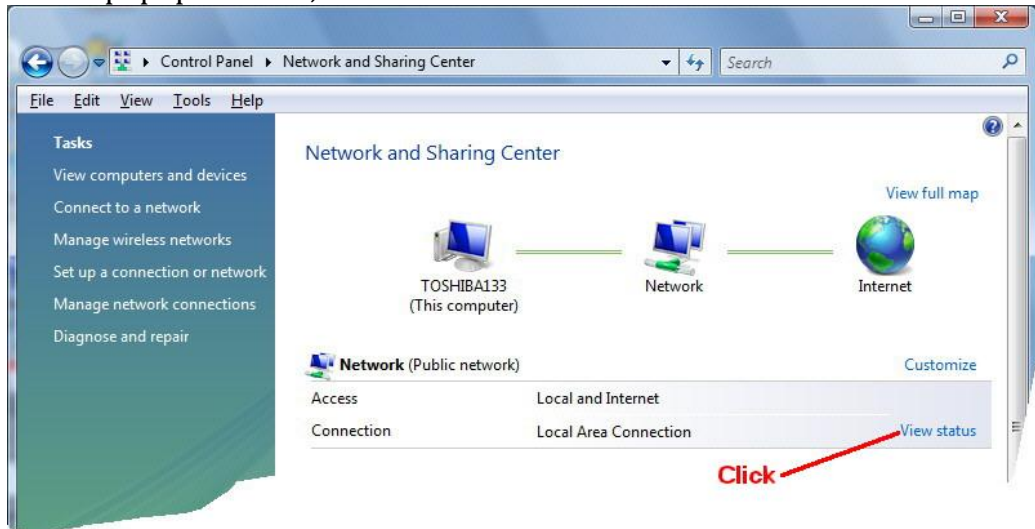 Control Panel Network and Sharing Center Search
File Edit View Tools Help
Tasks
View computers and devices
Connect to a network
Manage wireless networks
Set up a connection or network
Manage network connections
Diagnose and repair
Network and Sharing Center
View full map
TOSHIBA133
(This computer)
Network
Internet
Network (Public network) Customize
Access Local and Internet
Connection Local Area Connection View status
Click